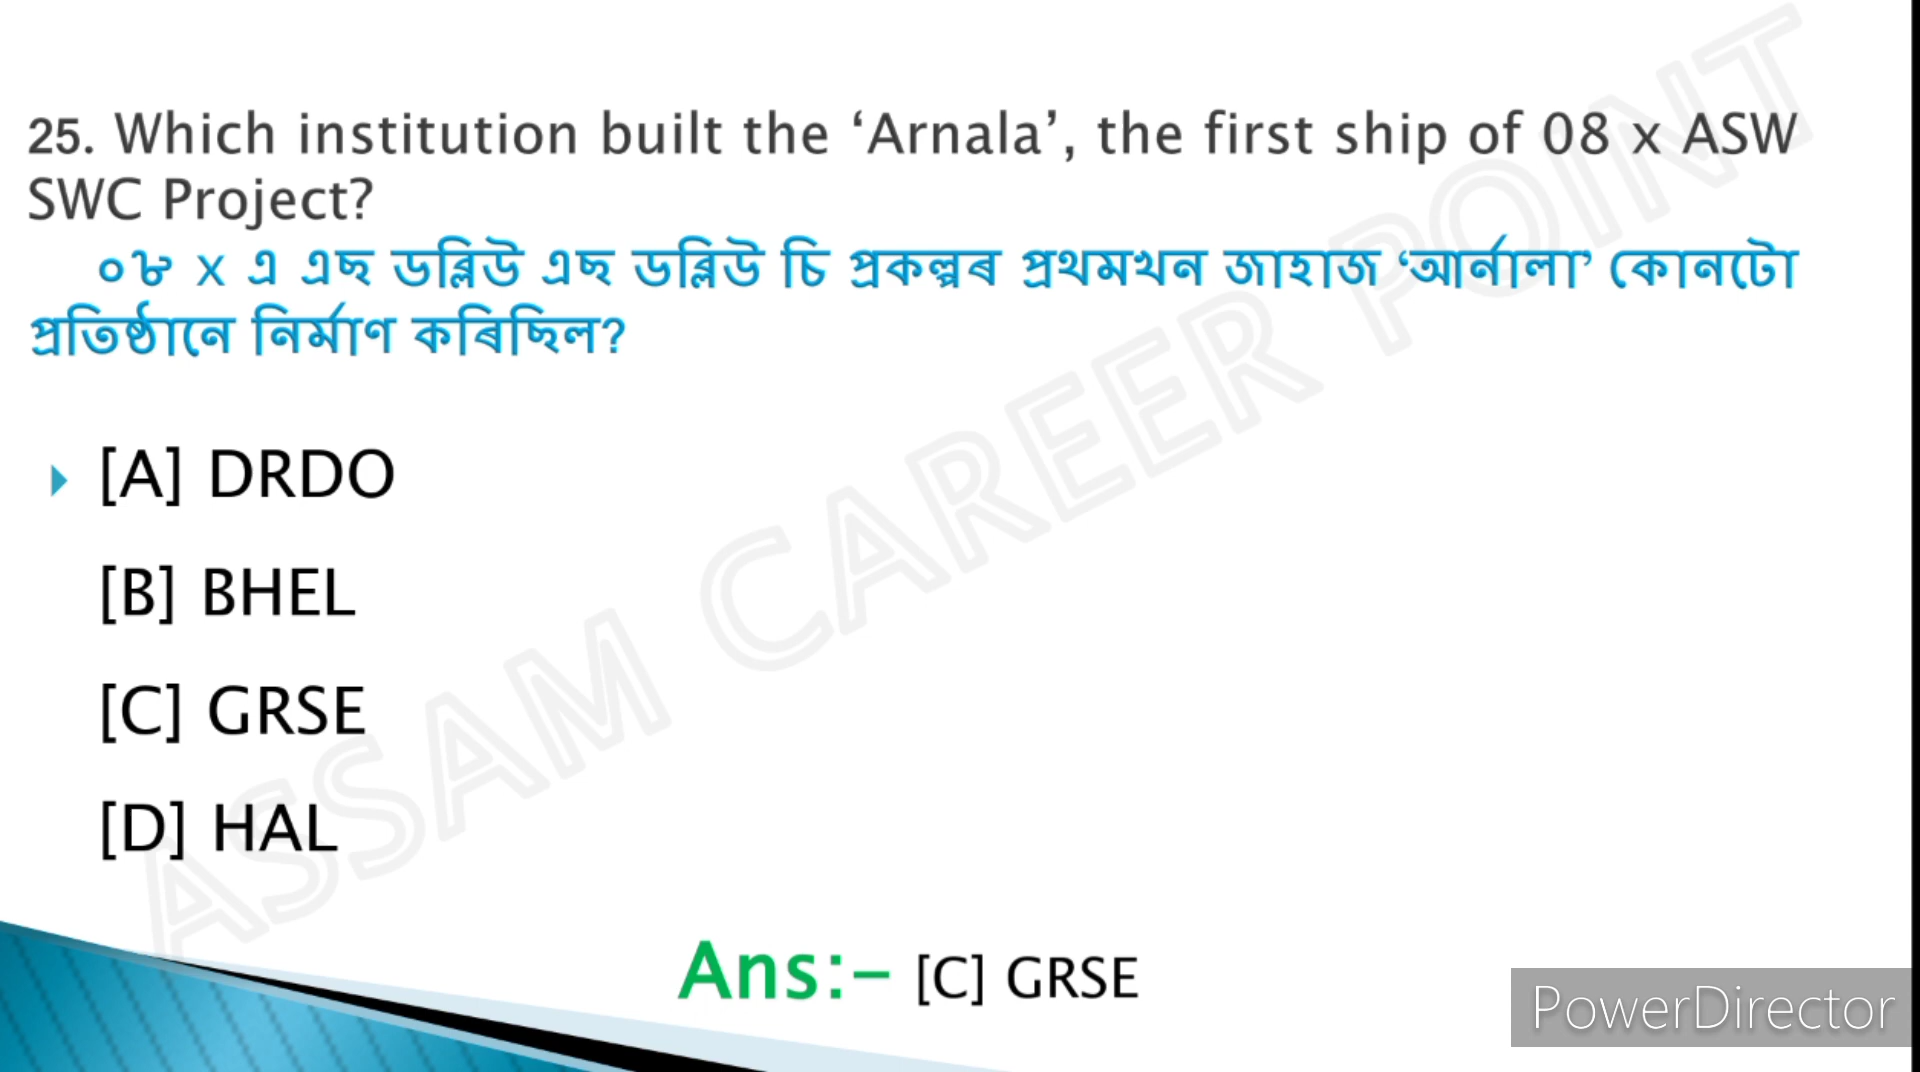 25. Which institution built the ‘Arnala’, the first ship of 08 x ASW
SWC Project?
০৮ x এ এছ ডব্লিউ এছ ডব্লিউ চি প্ৰকল্পৰ প্ৰথমখন জাহাজ ‘আৰ্নালা’ কোনটো
প্ৰতিষ্ঠানে নিৰ্মাণ কৰিছিল?
[A] DRDO
[B] BHEL
[C] GRSE
[D] HAL
Ans:- [C] GRSE
ASSAM CAREER POINT
PowerDirector